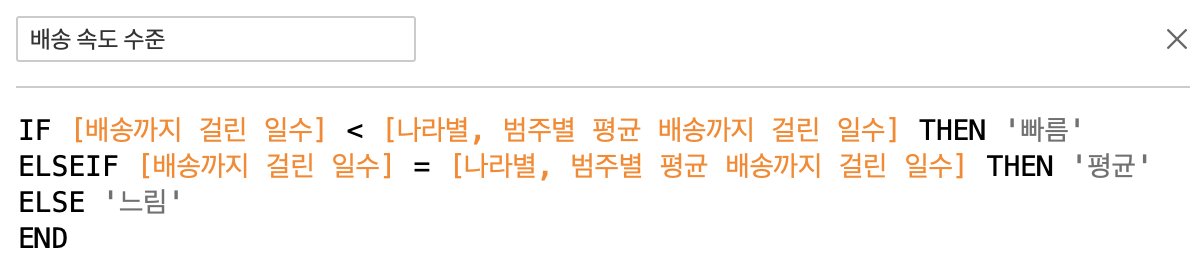 배송 속도 수준
IF [배송까지 걸린 일수] < [나라별, 범주별 평균 배송까지 걸린 일수] THEN '빠름'
ELSEIF [배송까지 걸린 일수] = [나라별, 범주별 평균 배송까지 걸린 일수] THEN '평균'
ELSE '느림'
END